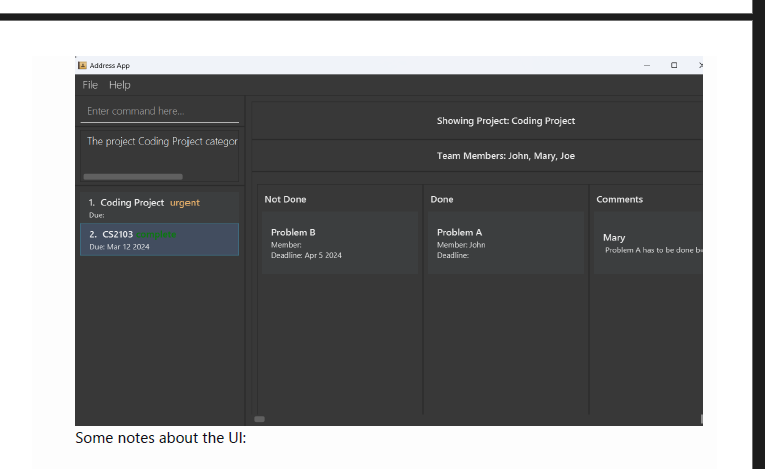 Address App
File Help
Enter command here...
The project Coding Project categor
1. Coding Project urgent
Due:
2. CS2103
Due: Mar 12 2024
Showing Project: Coding Project
Team Members: John, Mary, Joe
Not Done
Problem B
Member:
Deadline: Apr 5 2024
Done
Problem A
Member: John
Deadline:
Comments
Mary
Problem A has to be done b
Some notes about the UI: